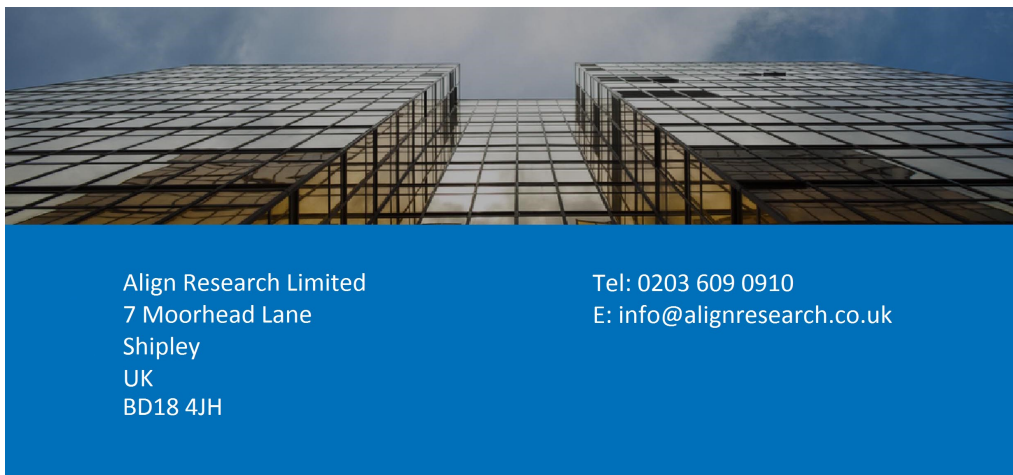 Align Research Limited
7 Moorhead Lane
Shipley
UK
BD18 4JH
Tel: 0203 609 0910
E: info@alignresearch.co.uk